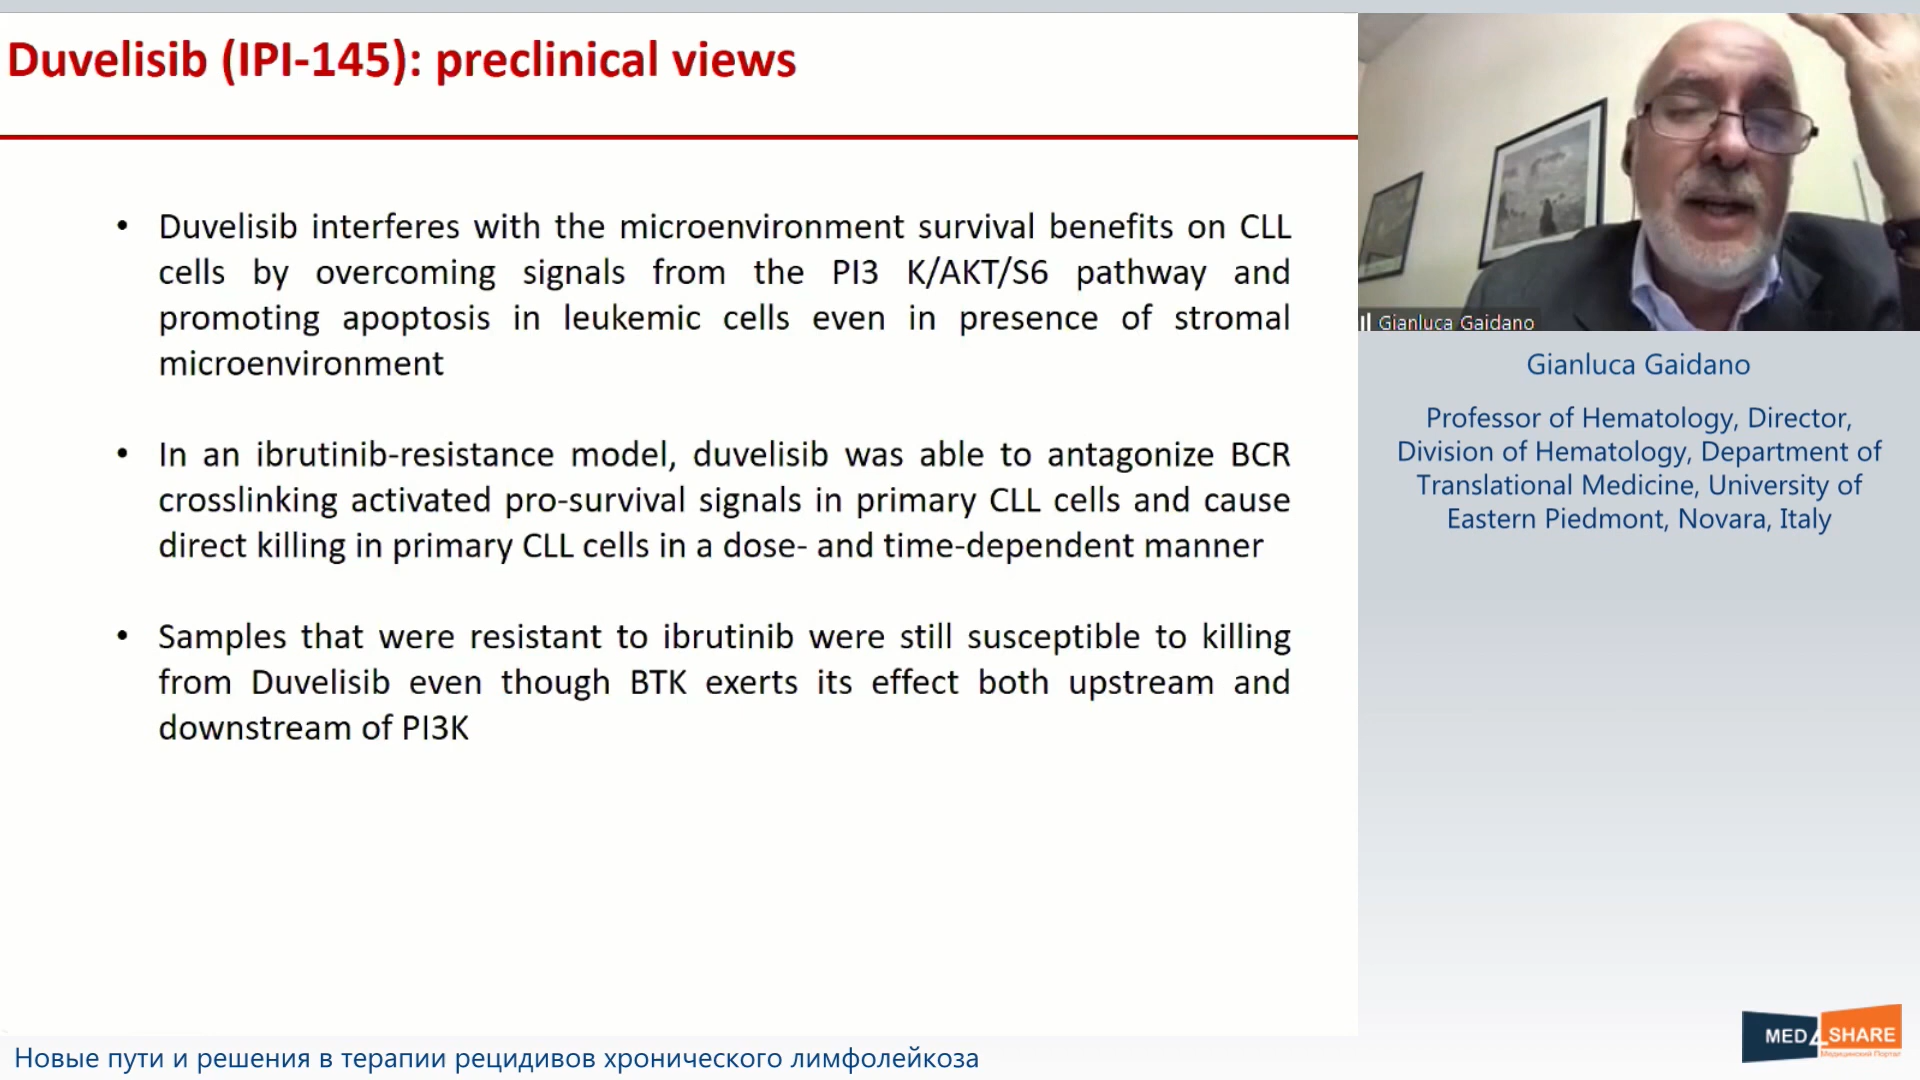 Duvelisib (IPI-145): preclinical views
• Duvelisib interferes with the microenvironment survival benefits on CLL
cells by overcoming signals from the PI3 K/AKT/S6 pathway and
promoting apoptosis in leukemic cells even in presence of stromal
microenvironment
• In an ibrutinib-resistance model, duvelisib was able to antagonize BCR
crosslinking activated pro-survival signals in primary CLL cells and cause
direct killing in primary CLL cells in a dose- and time-dependent manner
• Samples that were resistant to ibrutinib were still susceptible to killing
from Duvelisib even though BTK exerts its effect both upstream and
downstream of PI3K
Gianluca Gaidano
Gianluca Gaidano
Professor of Hematology, Director,
Division of Hematology, Department of
Translational Medicine, University of
Eastern Piedmont, Novara, Italy
MED4SHARE
Медицинский Портал
Новые пути и решения в терапии рецидивов хронического лимфолейкоза